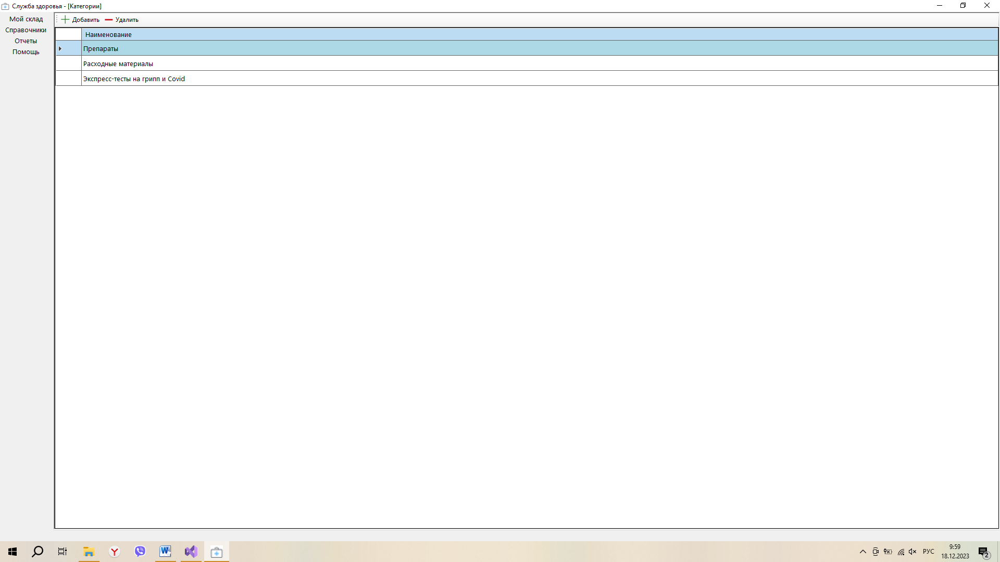 Служба здоровья - [Категории]
Мой склад
Справочники
Отчеты
Помощь
Добавить Удалить
Наименование
Препараты
Расходные материалы
Экспресс-тесты на грипп и Covid
РУС
9:59
18.12.2023
2